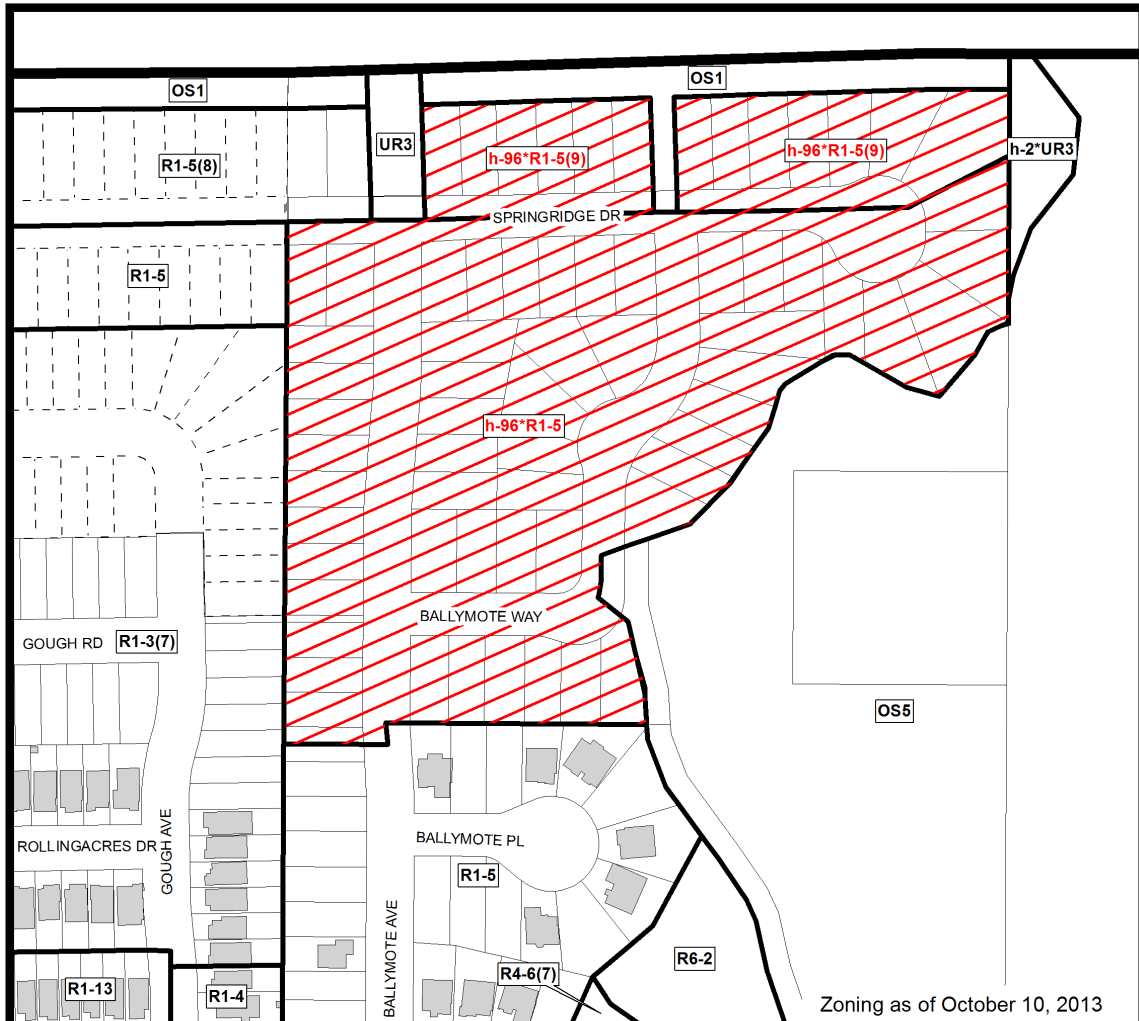 OS1
OS1
UR3
h-2*UR3
R1-5(8)
h-96*R1-5(9)
h-96*R1-5(9)
SPRINGRIDGE DR
R1-5
h-96*R1-5
BALLYMOTE WAY
GOUGH RD
R1-3(7)
OS5
GOUGH AVE
ROLLINGACRES DR
BALLYMOTE PL
R1-5
BALLYMOTE AVE
R6-2
R4-6(7)
R1-13
R1-4
Zoning as of October 10, 2013